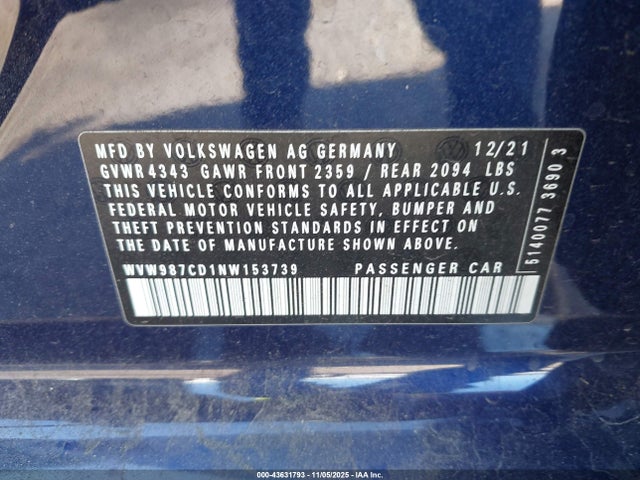 MFD BY VOLKSWAGEN AG GERMANY 12/21
GVWR 4343 GAWR FRONT 2359 / REAR 2094 LBS
THIS VEHICLE CONFORMS TO ALL APPLICABLE U.S.
FEDERAL MOTOR VEHICLE SAFETY, BUMPER AND
THEFT PREVENTION STANDARDS IN EFFECT ON
THE DATE OF MANUFACTURE SHOWN ABOVE.
WVW987CD1NW153739 PASSENGER CAR
5140077 3690 3
000-43631793 - 11/05/2025 - IAA Inc.